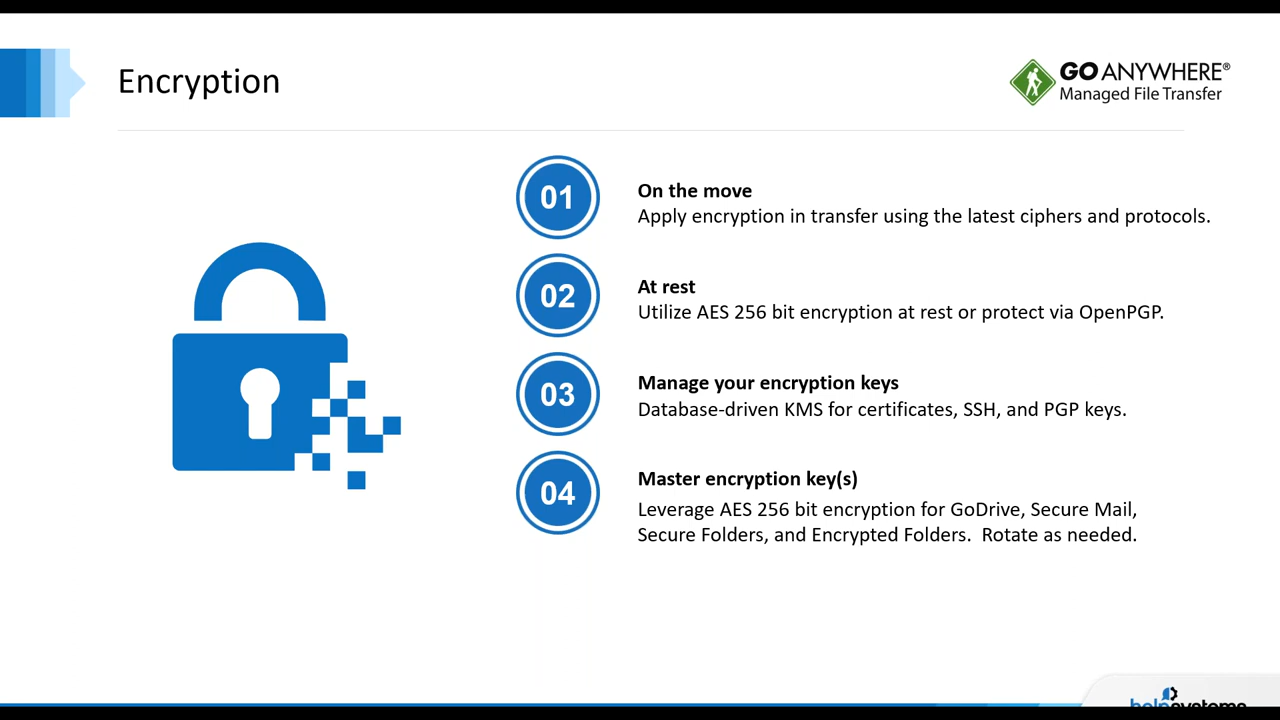 Encryption
GO ANYWHERE®
Managed File Transfer
01
On the move
Apply encryption in transfer using the latest ciphers and protocols.
02
At rest
Utilize AES 256 bit encryption at rest or protect via OpenPGP.
03
Manage your encryption keys
Database-driven KMS for certificates, SSH, and PGP keys.
04
Master encryption key(s)
Leverage AES 256 bit encryption for GoDrive, Secure Mail,
Secure Folders, and Encrypted Folders.  Rotate as needed.